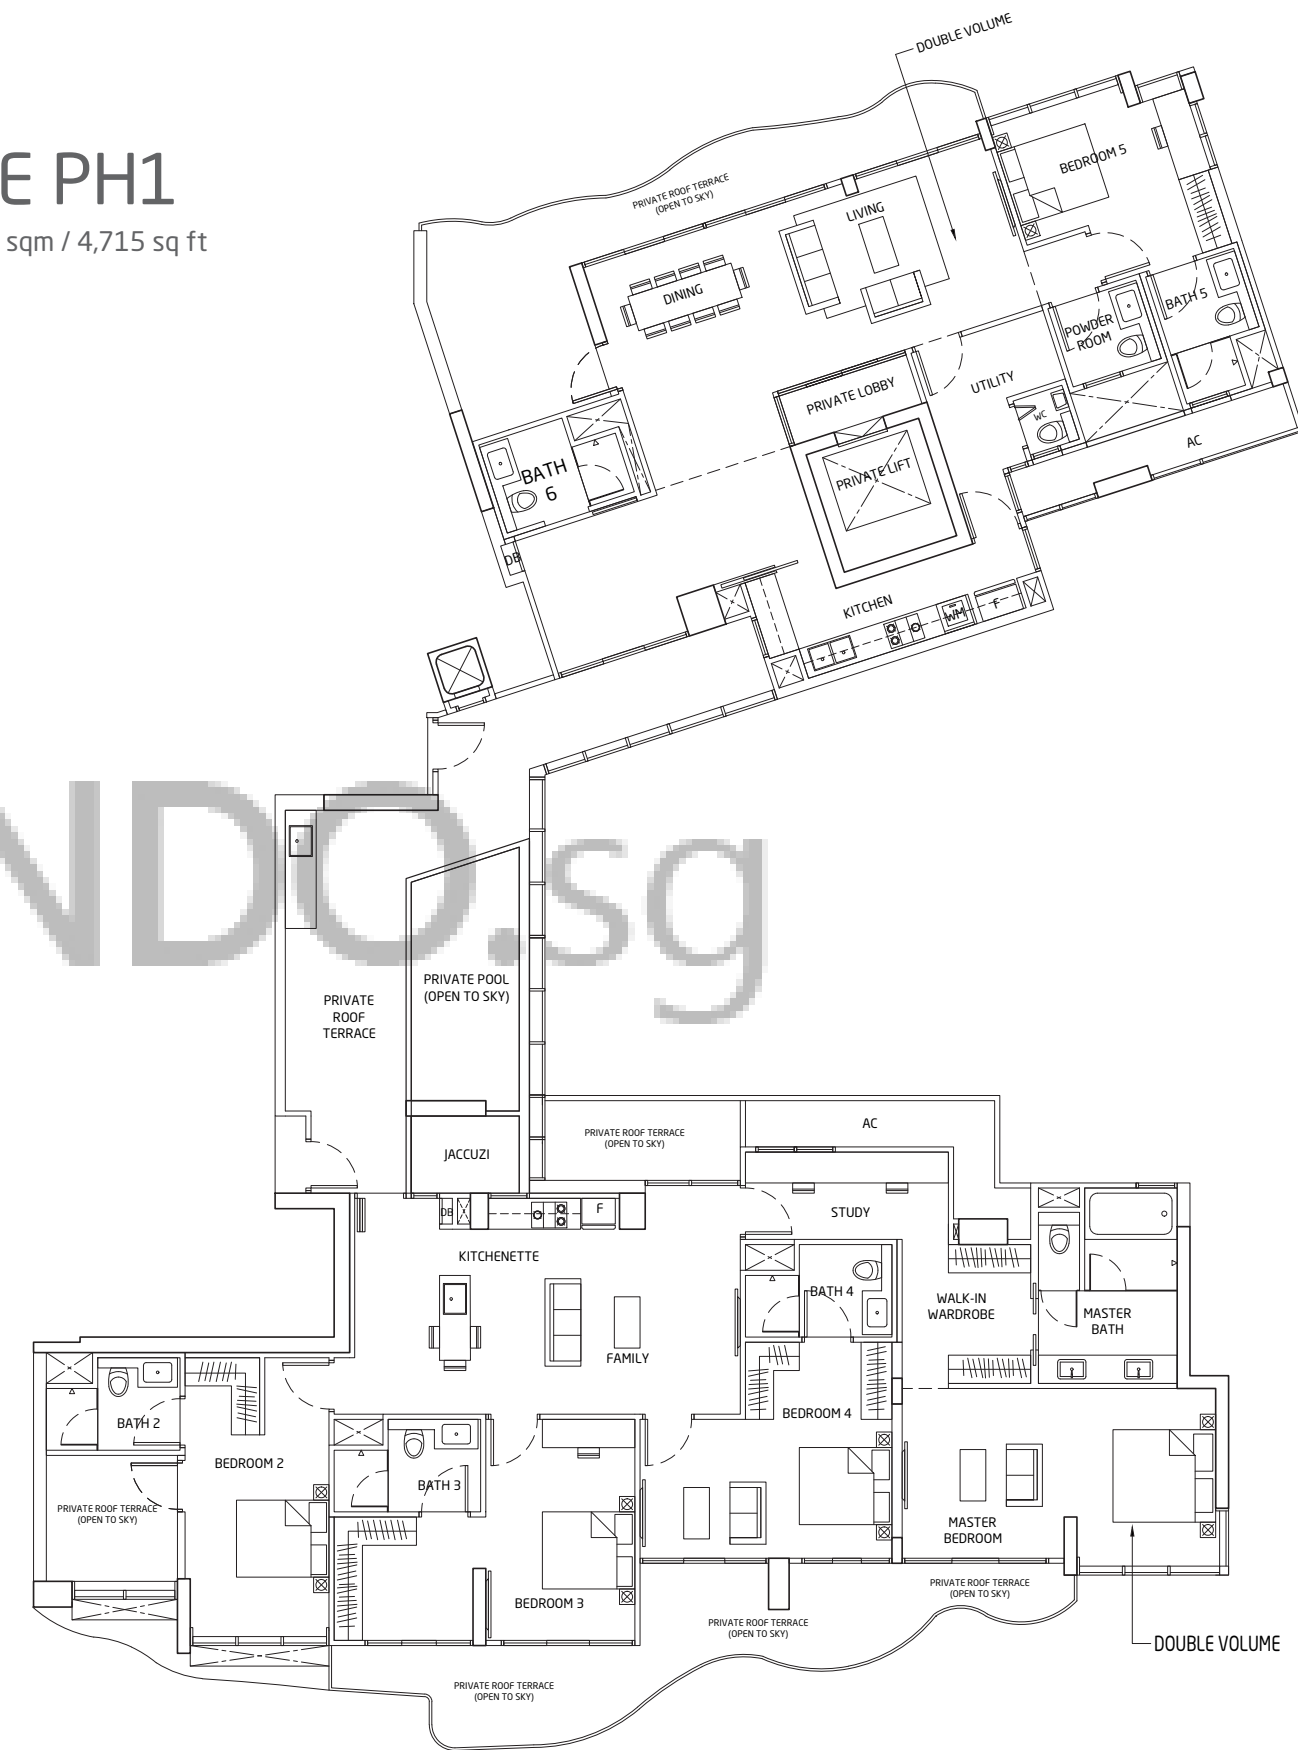 DOUBLE VOLUME
E PH1
sqm / 4,715 sq ft
BEDROOM 5
PRIVATE ROOF TERRACE
(OPEN TO SKY)
LIVING
DINING
BATH 5
POWDER
ROOM
PRIVATE LOBBY
UTILITY
WC
AC
BATH
6
PRIVATE LIFT
DB
KITCHEN
WM
F
NDO.sg
PRIVATE POOL
(OPEN TO SKY)
PRIVATE
ROOF
TERRACE
PRIVATE ROOF TERRACE
(OPEN TO SKY)
AC
JACCUZI
DB
F
STUDY
KITCHENETTE
BATH 4
WALK-IN
WARDROBE
MASTER
BATH
FAMILY
BATH 2
BEDROOM 4
BEDROOM 2
BATH 3
PRIVATE ROOF TERRACE
(OPEN TO SKY)
MASTER
BEDROOM
BEDROOM 3
PRIVATE ROOF TERRACE
(OPEN TO SKY)
PRIVATE ROOF TERRACE
(OPEN TO SKY)
DOUBLE VOLUME
PRIVATE ROOF TERRACE
(OPEN TO SKY)